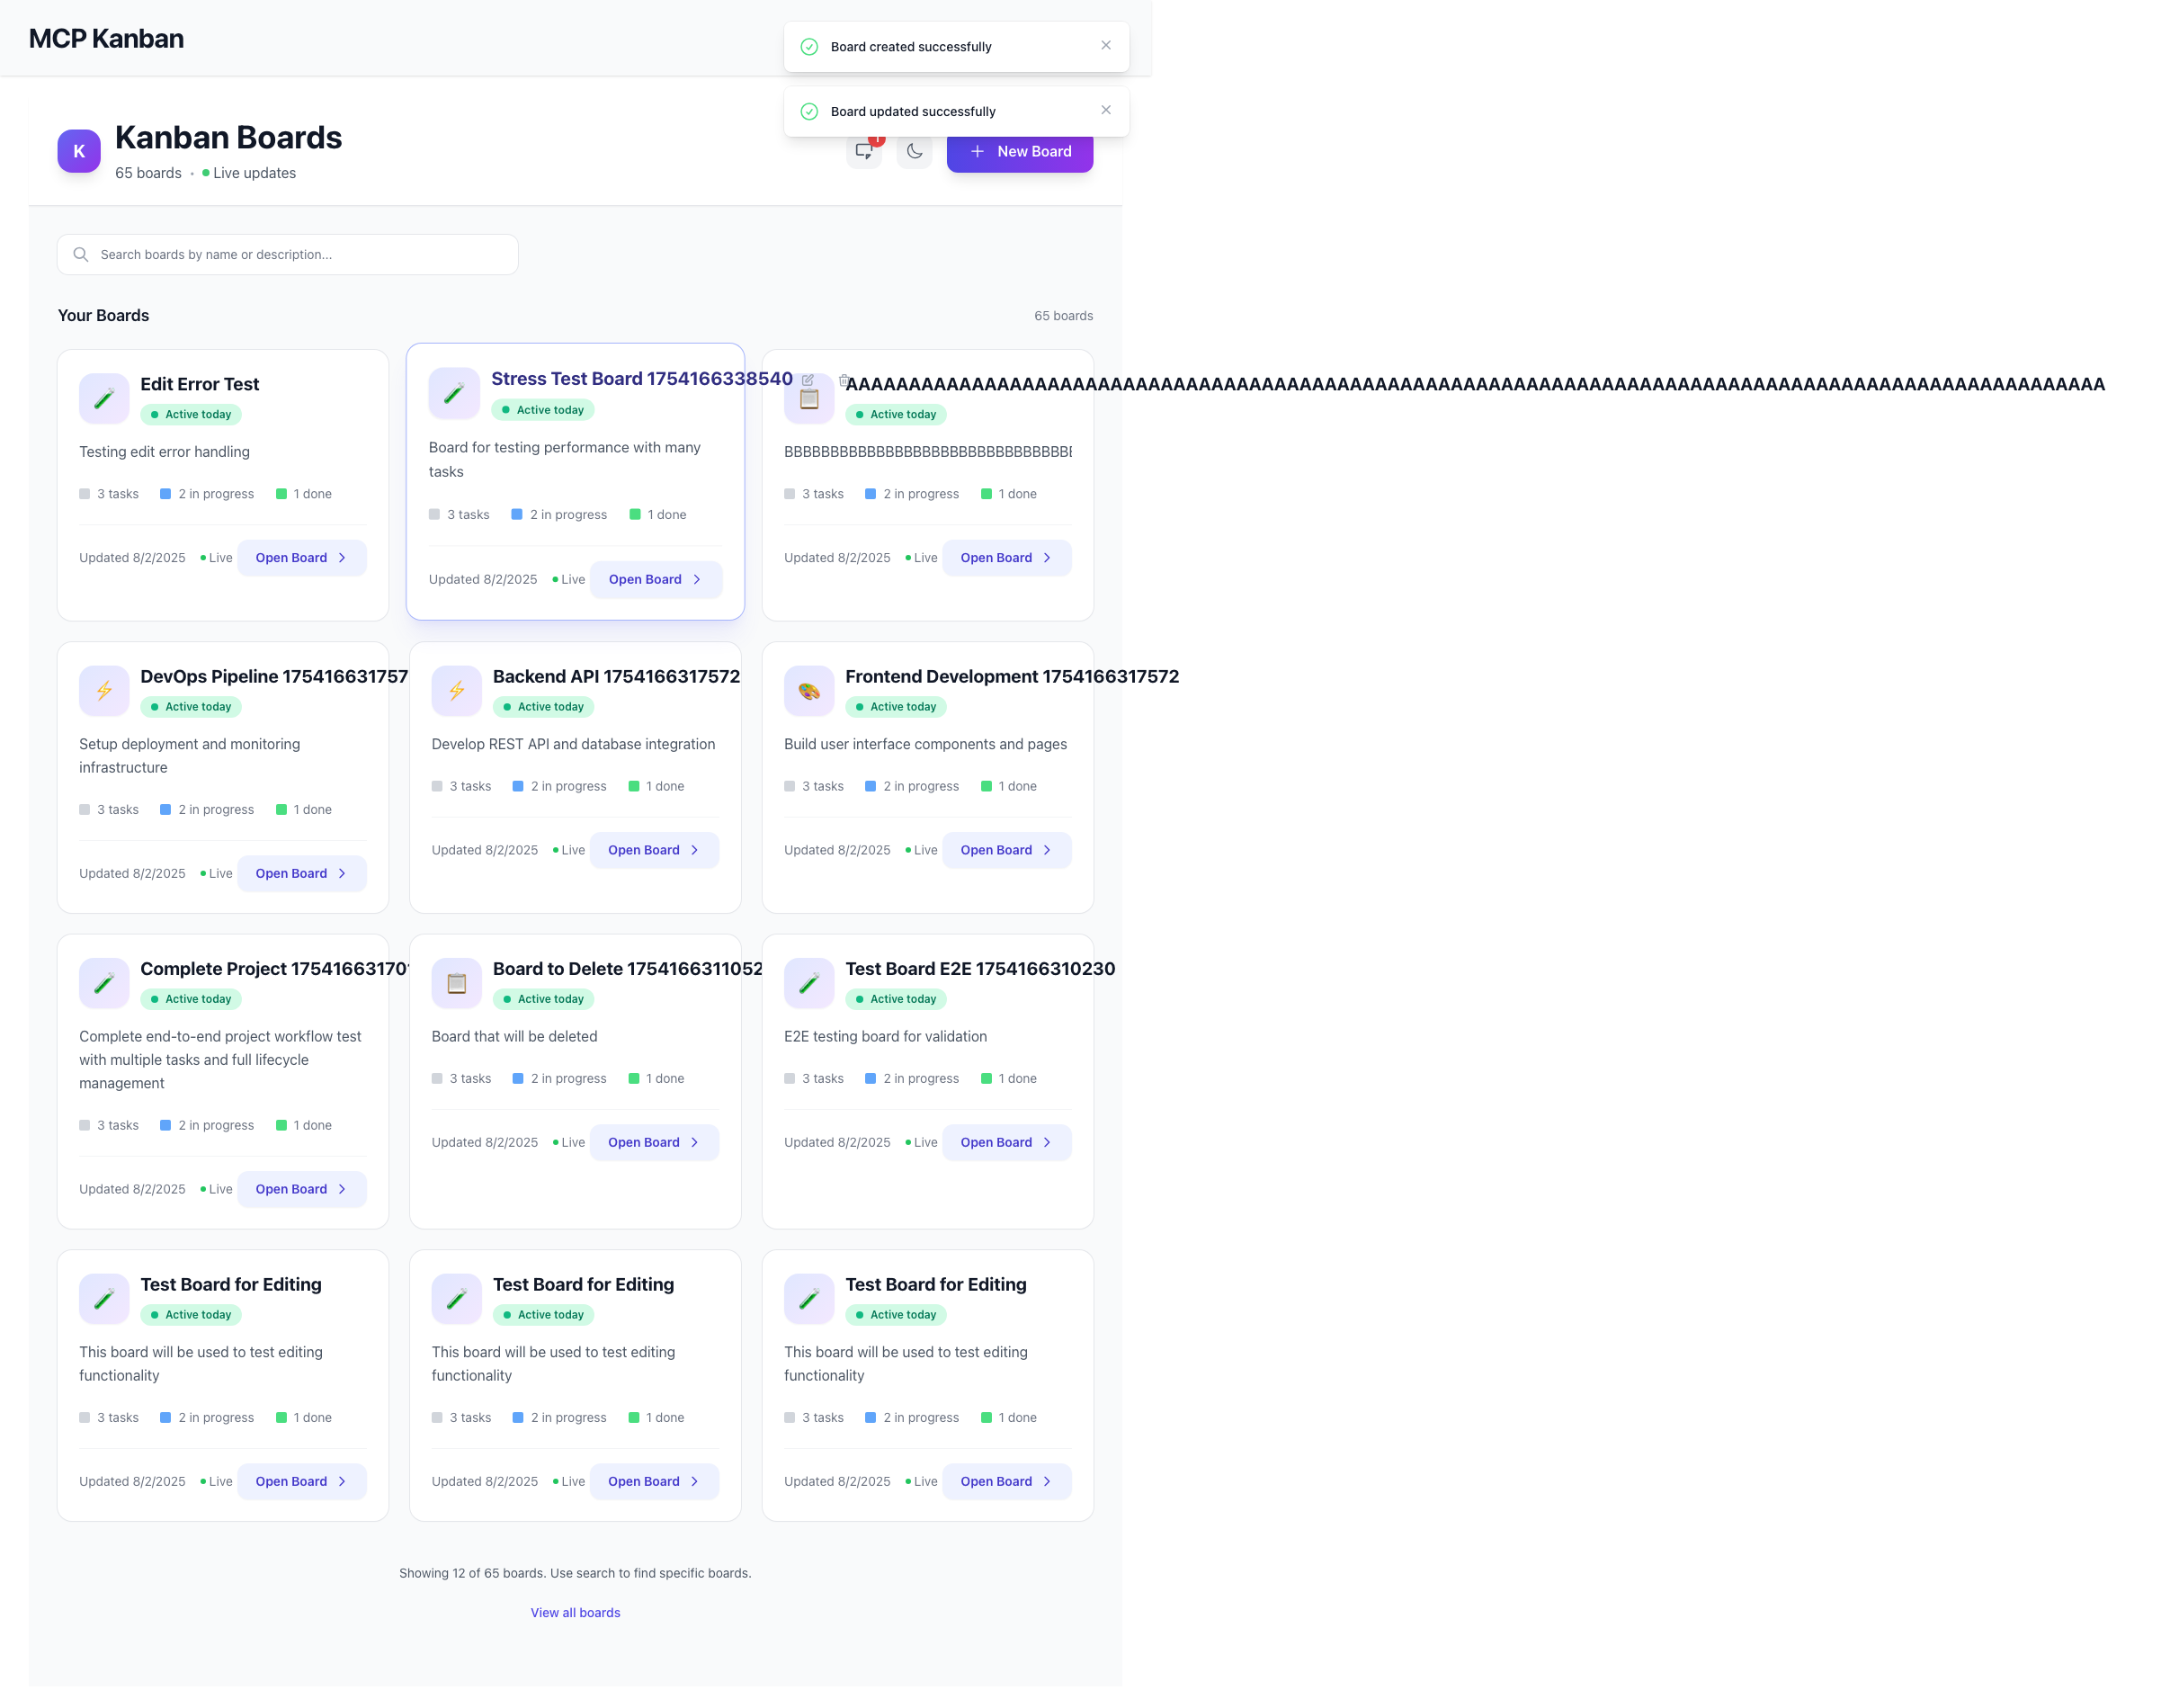 MCP Kanban
Board created successfully
Board updated successfully
K
Kanban Boards
65 boards • Live updates
New Board
Search boards by name or description...
Your Boards
65 boards
Edit Error Test
Active today
Testing edit error handling
3 tasks 2 in progress 1 done
Updated 8/2/2025 Live Open Board
Stress Test Board 1754166338540
Active today
Board for testing performance with many
tasks
3 tasks 2 in progress 1 done
Updated 8/2/2025 Live Open Board
AAAAAAAAAAAAAAAAAAAAAAAAAAAAAAAAAAAAAAAAAAAAAAAAAAAAAAAAAAAAAAAAAAAAAAAAAAAAAAAAAAAAAAAAAAAAAAAAAAAA
Active today
BBBBBBBBBBBBBBBBBBBBBBBBBBBBBBB
3 tasks 2 in progress 1 done
Updated 8/2/2025 Live Open Board
DevOps Pipeline 175416631757
Active today
Setup deployment and monitoring
infrastructure
3 tasks 2 in progress 1 done
Updated 8/2/2025 Live Open Board
Backend API 1754166317572
Active today
Develop REST API and database integration
3 tasks 2 in progress 1 done
Updated 8/2/2025 Live Open Board
Frontend Development 1754166317572
Active today
Build user interface components and pages
3 tasks 2 in progress 1 done
Updated 8/2/2025 Live Open Board
Complete Project 17541663170
Active today
Complete end-to-end project workflow test
with multiple tasks and full lifecycle
management
3 tasks 2 in progress 1 done
Updated 8/2/2025 Live Open Board
Board to Delete 1754166311052
Active today
Board that will be deleted
3 tasks 2 in progress 1 done
Updated 8/2/2025 Live Open Board
Test Board E2E 1754166310230
Active today
E2E testing board for validation
3 tasks 2 in progress 1 done
Updated 8/2/2025 Live Open Board
Test Board for Editing
Active today
This board will be used to test editing
functionality
3 tasks 2 in progress 1 done
Updated 8/2/2025 Live Open Board
Test Board for Editing
Active today
This board will be used to test editing
functionality
3 tasks 2 in progress 1 done
Updated 8/2/2025 Live Open Board
Test Board for Editing
Active today
This board will be used to test editing
functionality
3 tasks 2 in progress 1 done
Updated 8/2/2025 Live Open Board
Showing 12 of 65 boards. Use search to find specific boards.
View all boards